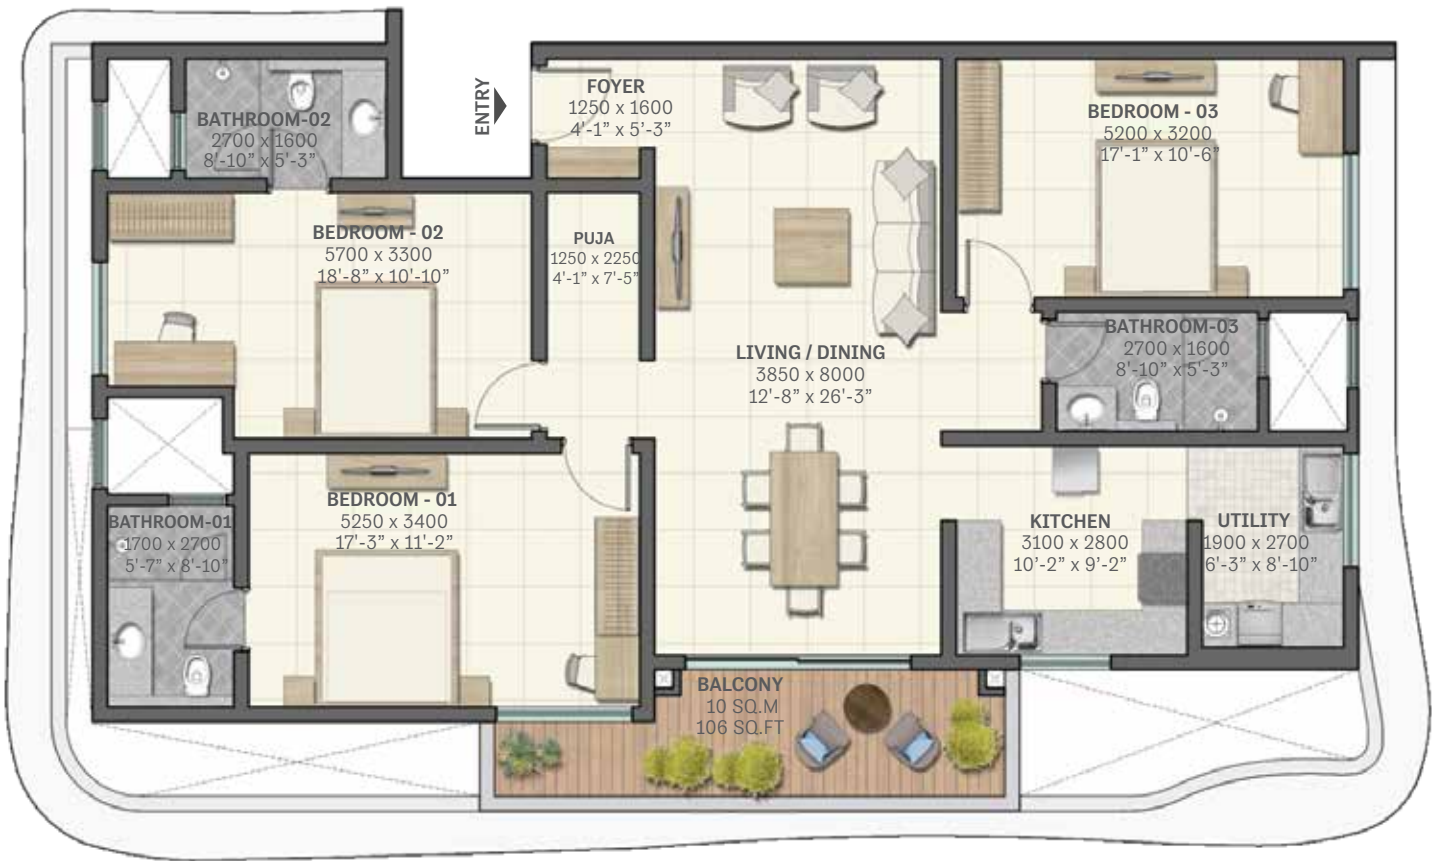 ENTRY
FOYER
1250 x 1600
4'-1” x 5'-3”
BATHROOM-02
2700 x 1600
8'-10” x 5'-3”
BEDROOM - 03
5200 x 3200
17'-1” x 10'-6”
BEDROOM - 02
5700 x 3300
18'-8” x 10'-10”
PUJA
1250 x 2250
4'-1” x 7'-5”
LIVING / DINING
3850 x 8000
12'-8” x 26'-3”
BATHROOM-03
2700 x 1600
8'-10” x 5'-3”
BEDROOM - 01
5250 x 3400
17'-3” x 11'-2”
BATHROOM-01
1700 x 2700
5'-7” x 8'-10”
KITCHEN
3100 x 2800
10’-2” x 9’-2”
UTILITY
1900 x 2700
6'-3” x 8'-10”
BALCONY
10 SQ.M
106 SQ.FT